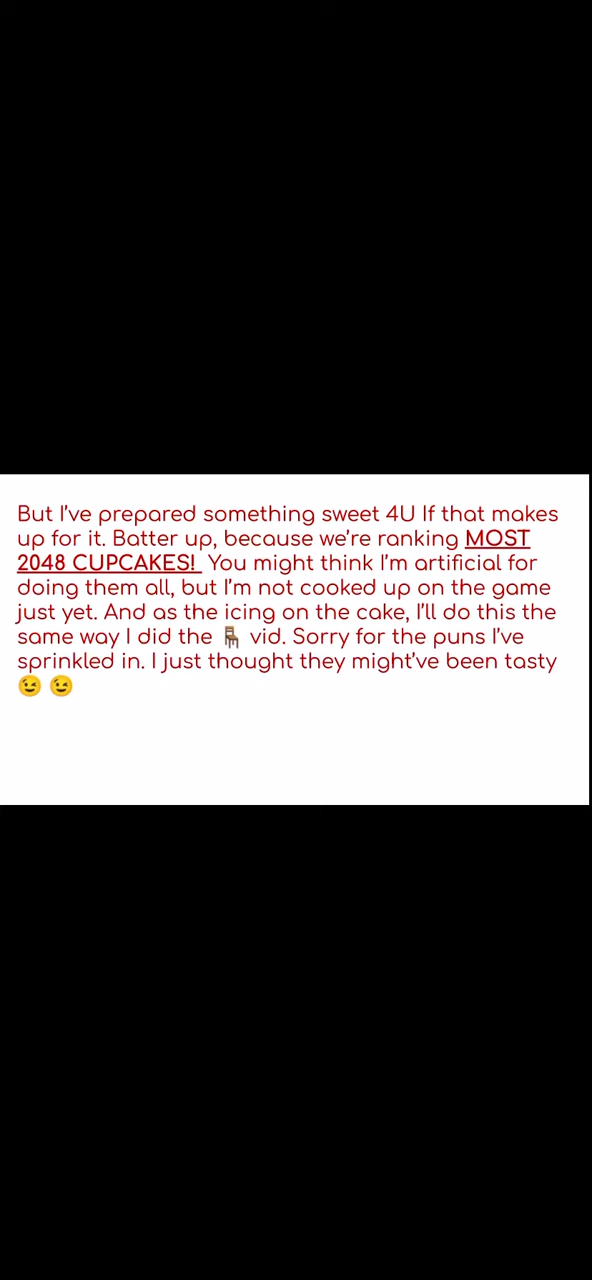 But I've prepared something sweet 4U If that makes
up for it. Batter up, because we're ranking MOST
2048 CUPCAKES! You might think I'm artificial for
doing them all, but I'm not cooked up on the game
just yet. And as the icing on the cake, I'll do this the
same way I did the 🪑 vid. Sorry for the puns I've
sprinkled in. I just thought they might've been tasty
😉 😉